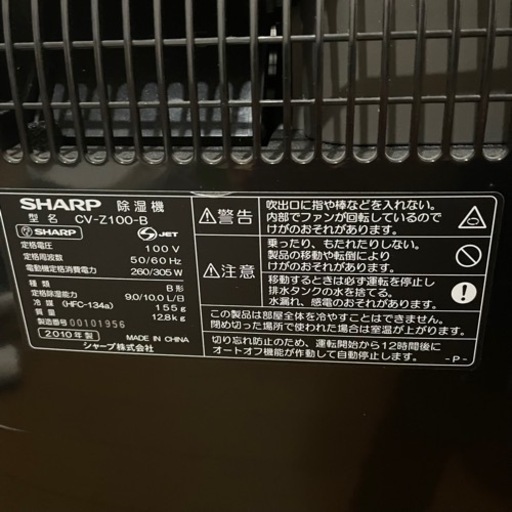 SHARP 除湿機
型 名 CV-Z100-B
SHARP JET
定格電圧 100V
定格周波数 50/60 Hz
電動機定格消費電力 260/305 W
種類 B形
定格除湿能力 9.0/10.0 L/日
冷媒 (HFC-134a) 155g
質量 12.8kg
製造番号 00101956
2010年製 MADE IN CHINA
シャープ株式会社
警告
吹出口に指や棒などを入れない。
内部でファンが回転しているので
けがのおそれがあります。
注意
乗ったり、もたれたりしない。
製品の移動や転倒により
けがのおそれがあります。
移動するときは必ず運転を停止し
排水タンクの水を捨てる。
水漏れ、感電のおそれがあります。
この製品は部屋全体を冷やすことはできません。
閉め切った場所で使われた場合は室温が上がります。
切り忘れ防止のため、運転開始から12時間後に
オートオフ機能が作動して自動停止します。
-P-